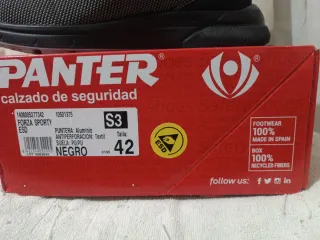 PANTER
calzado de seguridad
FORZA SPORTY
ESD
S3
PUNTERA: Aluminio
ANTIPERFORACION: Textil
SUELA: PU/PU
NEGRO
Talla:
42
ESD
FOOTWEAR
100%
MADE IN SPAIN
BOX
100%
RECYCLED FIBERS
follow us: